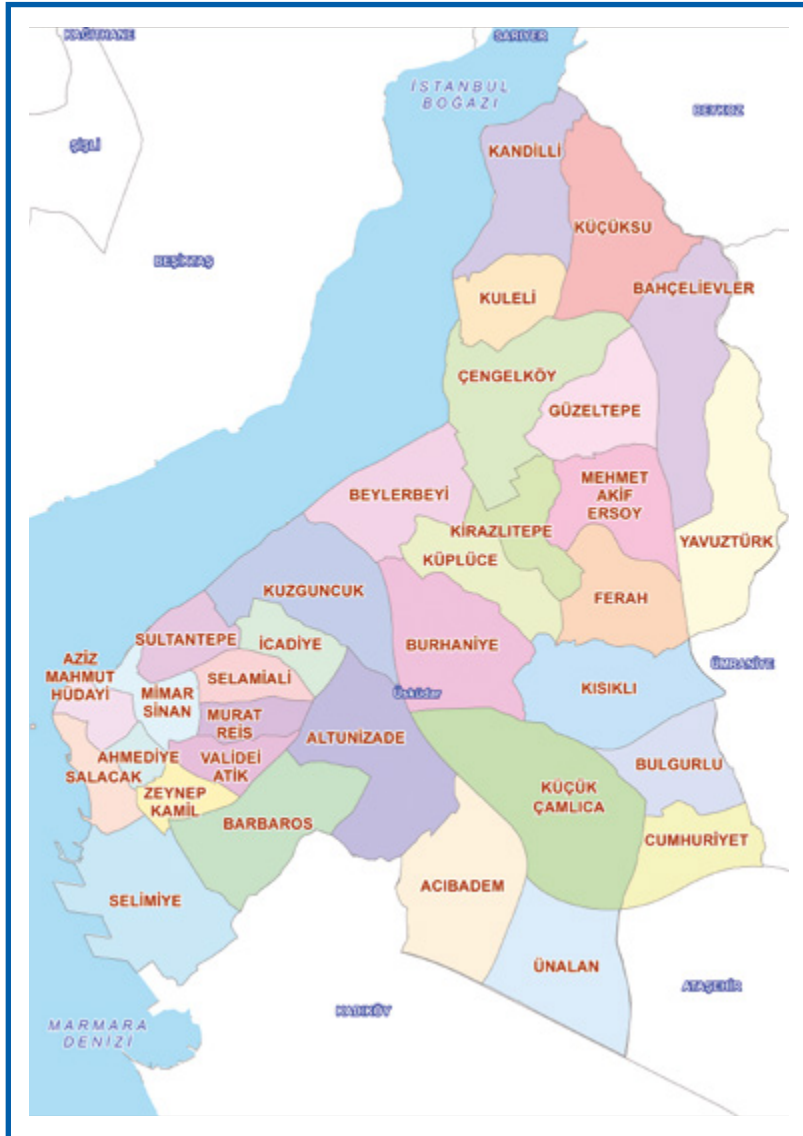 KAĞITHANE
SARIYER
İSTANBUL
BOĞAZI
BEYKOZ
ŞİŞLİ
KANDİLLİ
KÜÇÜKSU
BEŞİKTAŞ
BAHÇELİEVLER
KULELİ
ÇENGELKÖY
GÜZELTEPE
BEYLERBEYİ
MEHMET
AKİF
ERSOY
KİRAZLITEPE
YAVUZTÜRK
KÜPLÜCE
KUZGUNCUK
FERAH
SULTANTEPE
İCADİYE
BURHANİYE
AZİZ
MAHMUT
HÜDAYİ
ÜMRANİYE
SELAMİALİ
KISIKLI
MİMAR
SİNAN
Üsküdar
MURAT
REİS
ALTUNİZADE
AHMEDİYE
VALİDEİ
ATİK
BULGURLU
SALACAK
ZEYNEP
KAMİL
KÜÇÜK
ÇAMLICA
BARBAROS
CUMHURİYET
ACIBADEM
SELİMİYE
ÜNALAN
ATAŞEHİR
KADIKÖY
MARMARA
DENİZİ